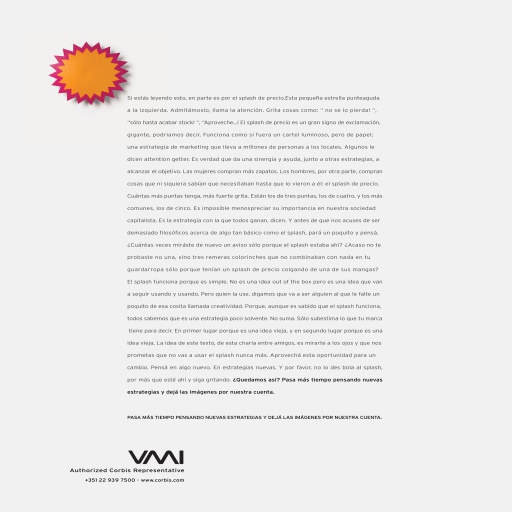 Si estás leyendo esto, en parte es por el splash de precio.Esta pequeña estrella punteaguda
a la izquierda. Admitámoslo, llama la atención. Grita cosas como: " no se lo pierda! ",
"sólo hasta acabar stock! ", "Aproveche...! El splash de precio es un gran signo de exclamación,
gigante, podríamos decir. Funciona como si fuera un cartel luminoso, pero de papel;
una estrategia de marketing que lleva a millones de personas a los locales. Algunos le
dicen attention getter. Es verdad que da una sinergia y ayuda, junto a otras estrategias, a
alcanzar el objetivo. Las mujeres compran más zapatos. Los hombres, por otra parte, compran
cosas que ni siquiera sabían que necesitaban hasta que lo vieron a él: el splash de precio.
Cuántas más puntas tenga, más fuerte grita. Están los de tres puntas, los de cuatro, y los más
comunes, los de cinco. Es imposible menospreciar su importancia en nuestra sociedad
capitalista. Es la estrategia con la que todos ganan, dicen. Y antes de que nos acuses de ser
demasiado filosóficos acerca de algo tan básico como el splash, pará un poquito y pensá.
¿Cuántas veces miráste de nuevo un aviso sólo porque el splash estaba ahí? ¿Acaso no te
probaste no una, sino tres remeras colorinches que no combinaban con nada en tu
guardarropa sólo porque tenían un splash de precio colgando de una de sus mangas?
El splash funciona porque es simple. No es una idea out of the box pero es una idea que van
a seguir usando y usando. Pero quien la use, digamos que va a ser alguien al que le falte un
poquito de esa cosita llamada creatividad. Porque, aunque es sabido que el splash funciona,
todos sabemos que es una estrategia poco solvente. No suma. Sólo subestima lo que tu marca
tiene para decir. En primer lugar porque es una idea vieja, y en segundo lugar porque es una
idea vieja. La idea de este texto, de esta charla entre amigos, es mirarte a los ojos y que nos
prometas que no vas a usar el splash nunca más. Aprovechá esta oportunidad para un
cambio. Pensá en algo nuevo. En estrategias nuevas. Y por favor, no lo des bola al splash,
por más que esté ahí y siga gritando. ¿Quedamos así? Pasa más tiempo pensando nuevas
estrategias y dejá las imágenes por nuestra cuenta.
PASA MÁS TIEMPO PENSANDO NUEVAS ESTRATEGIAS Y DEJÁ LAS IMÁGENES POR NUESTRA CUENTA.
VMI
Authorized Corbis Representative
+351 22 939 7500 - www.corbis.com